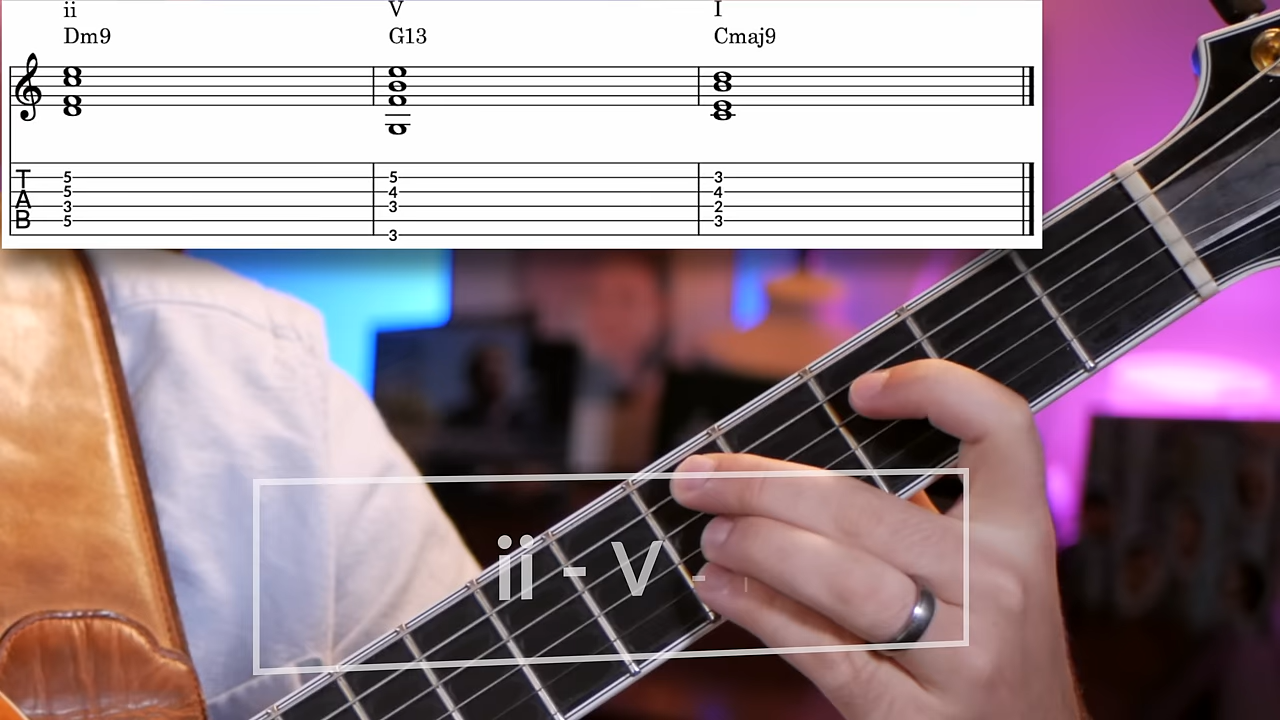 ii V I
Dm9 G13 Cmaj9
T 5 5 3
5 4 4
A 3 3 2
B 5 3
3
ii - V -